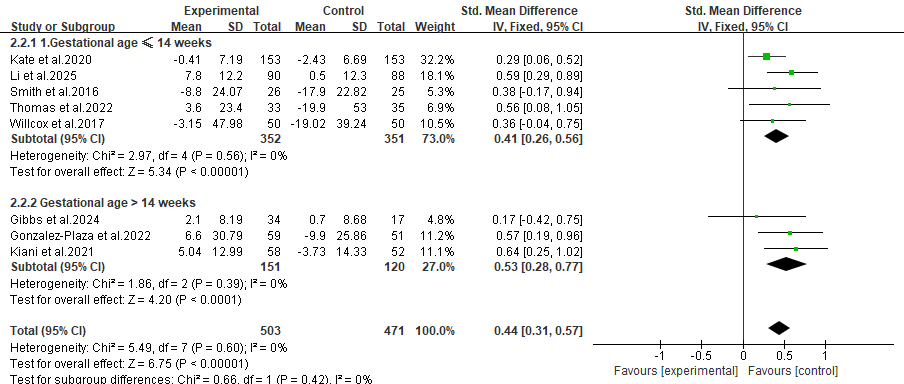 Experimental Control Std. Mean Difference Std. Mean Difference
Study or Subgroup Mean SD Total Mean SD Total Weight IV, Fixed, 95% CI IV, Fixed, 95% CI
2.2.1 1.Gestational age ⩽ 14 weeks
Kate et al.2020 -0.41 7.19 153 -2.43 6.69 153 32.2% 0.29 [0.06, 0.52]
Li et al.2025 7.8 12.2 90 0.5 12.3 88 18.1% 0.59 [0.29, 0.89]
Smith et al.2016 -8.8 24.07 26 -17.9 22.82 25 5.3% 0.38 [-0.17, 0.94]
Thomas et al.2022 3.6 23.4 33 -19.9 53 35 6.9% 0.56 [0.08, 1.05]
Willcox et al.2017 -3.15 47.98 50 -19.02 39.24 50 10.5% 0.36 [-0.04, 0.75]
Subtotal (95% CI) 352 351 73.0% 0.41 [0.26, 0.56]
Heterogeneity: Chi² = 2.97, df = 4 (P = 0.56); I² = 0%
Test for overall effect: Z = 5.34 (P < 0.00001)
2.2.2 Gestational age > 14 weeks
Gibbs et al.2024 2.1 8.19 34 0.7 8.68 17 4.8% 0.17 [-0.42, 0.75]
Gonzalez-Plaza et al.2022 6.6 30.79 59 -9.9 25.86 51 11.2% 0.57 [0.19, 0.96]
Kiani et al.2021 5.04 12.99 58 -3.73 14.33 52 11.1% 0.64 [0.25, 1.02]
Subtotal (95% CI) 151 120 27.0% 0.53 [0.28, 0.77]
Heterogeneity: Chi² = 1.86, df = 2 (P = 0.39); I² = 0%
Test for overall effect: Z = 4.20 (P < 0.0001)
Total (95% CI) 503 471 100.0% 0.44 [0.31, 0.57]
Heterogeneity: Chi² = 5.49, df = 7 (P = 0.60); I² = 0%
Test for overall effect: Z = 6.75 (P < 0.00001)
Test for subgroup differences: Chi² = 0.66, df = 1 (P = 0.42), I² = 0%
-1 -0.5 0 0.5 1
Favours [experimental] Favours [control]